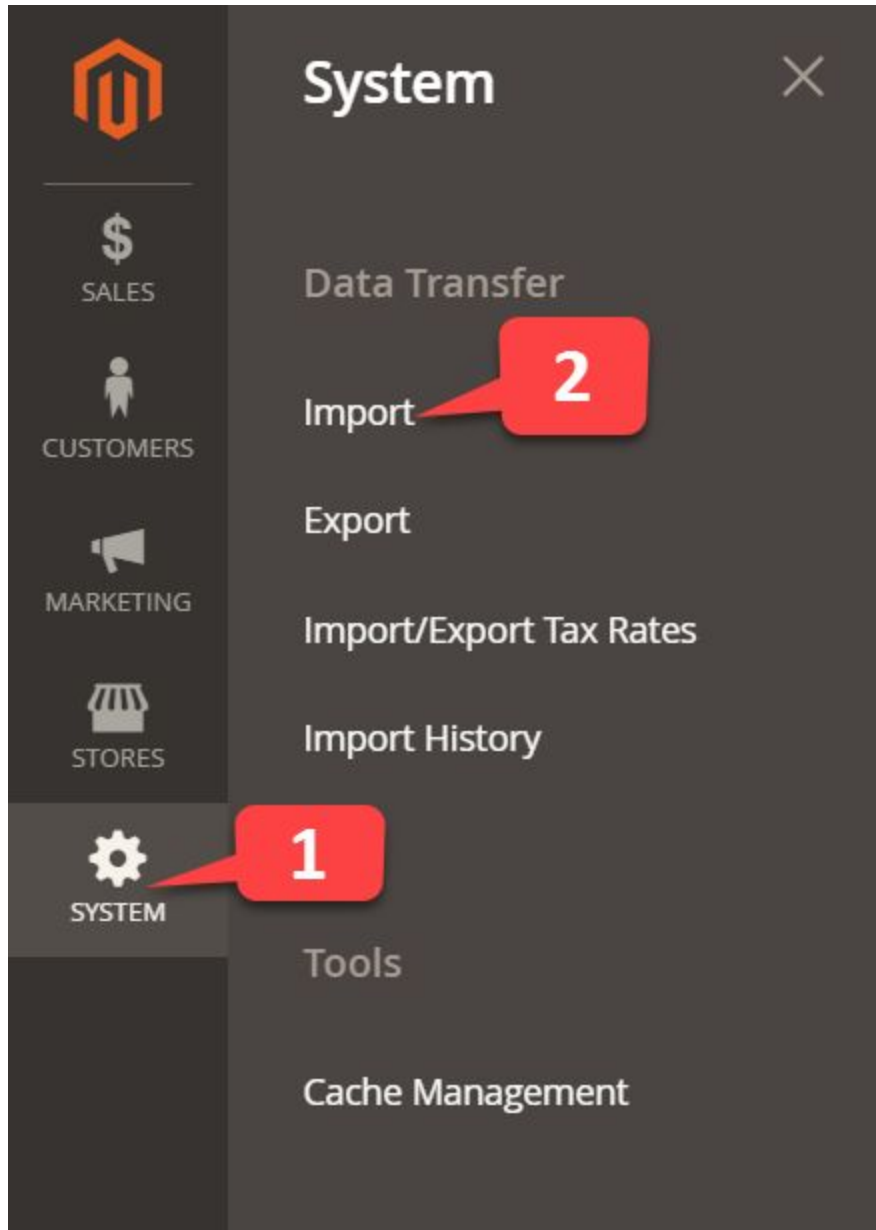 System
$
SALES
Data Transfer
2
Import
CUSTOMERS
Export
MARKETING
Import/Export Tax Rates
Import History
STORES
1
SYSTEM
Tools
Cache Management